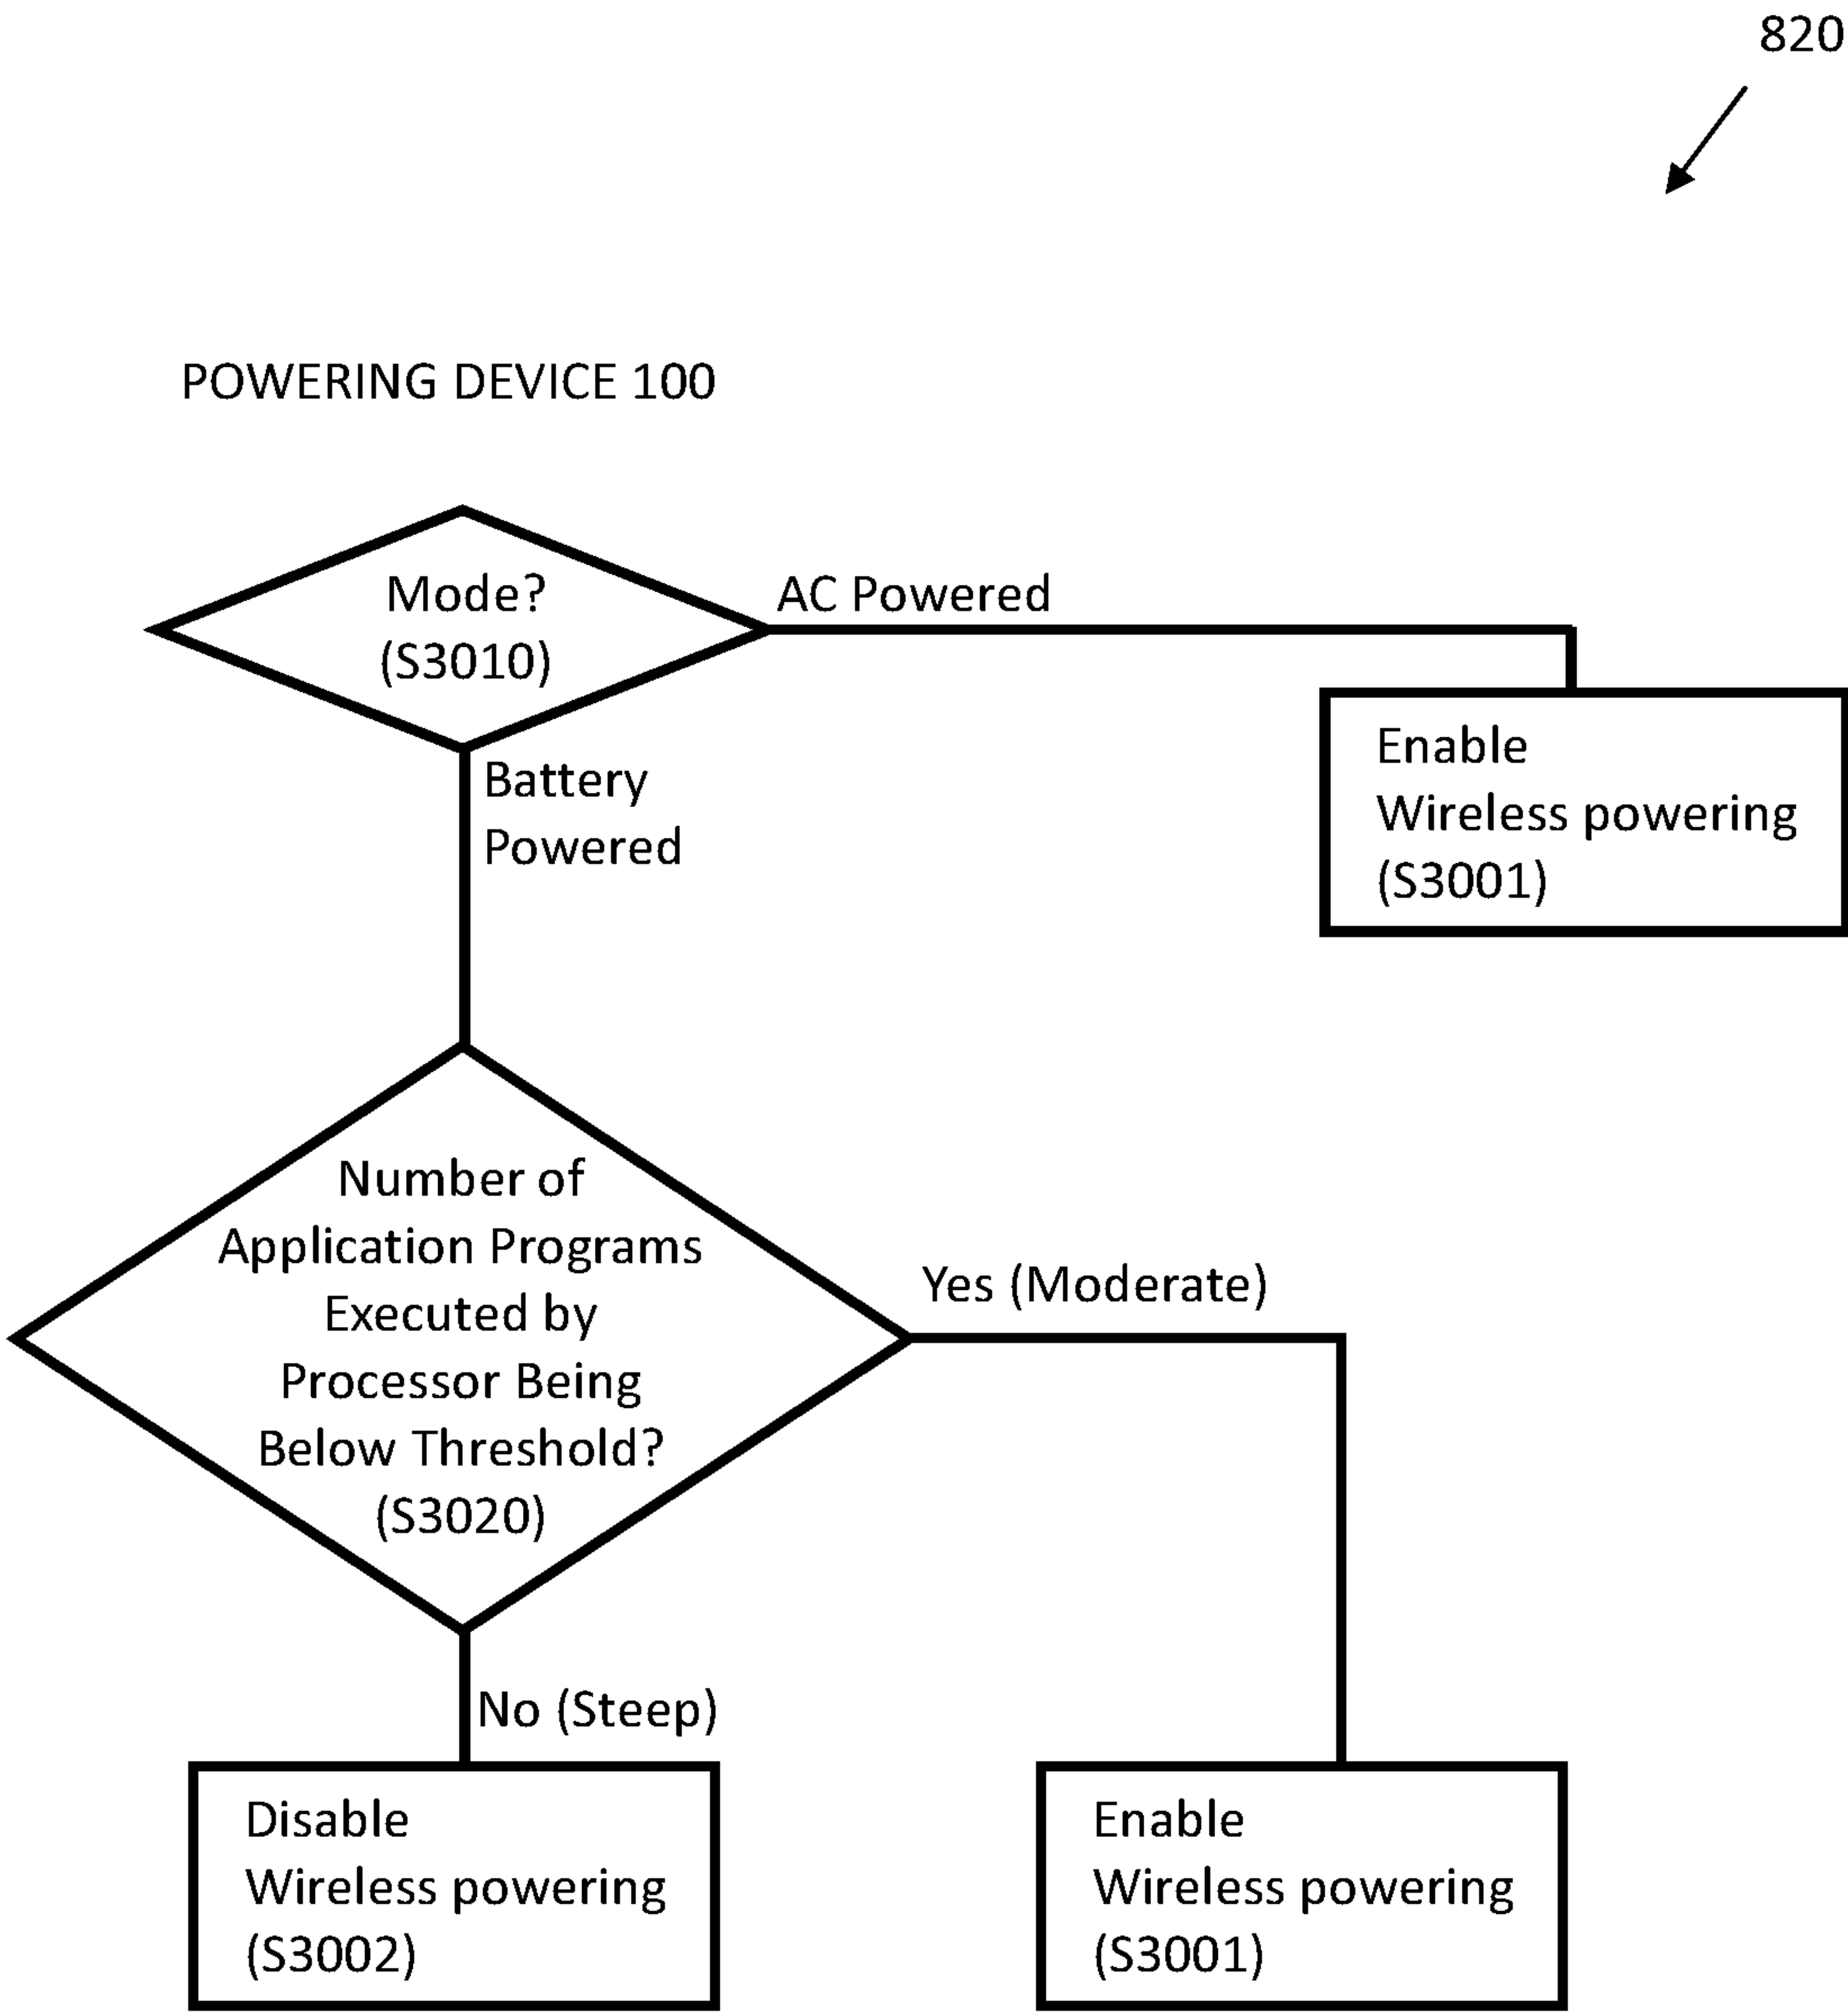 820
POWERING DEVICE 100
Mode?
(S3010)
AC Powered
Battery
Powered
Enable
Wireless powering
(S3001)
Number of
Application Programs
Executed by
Processor Being
Below Threshold?
(S3020)
Yes (Moderate)
No (Steep)
Disable
Wireless powering
(S3002)
Enable
Wireless powering
(S3001)